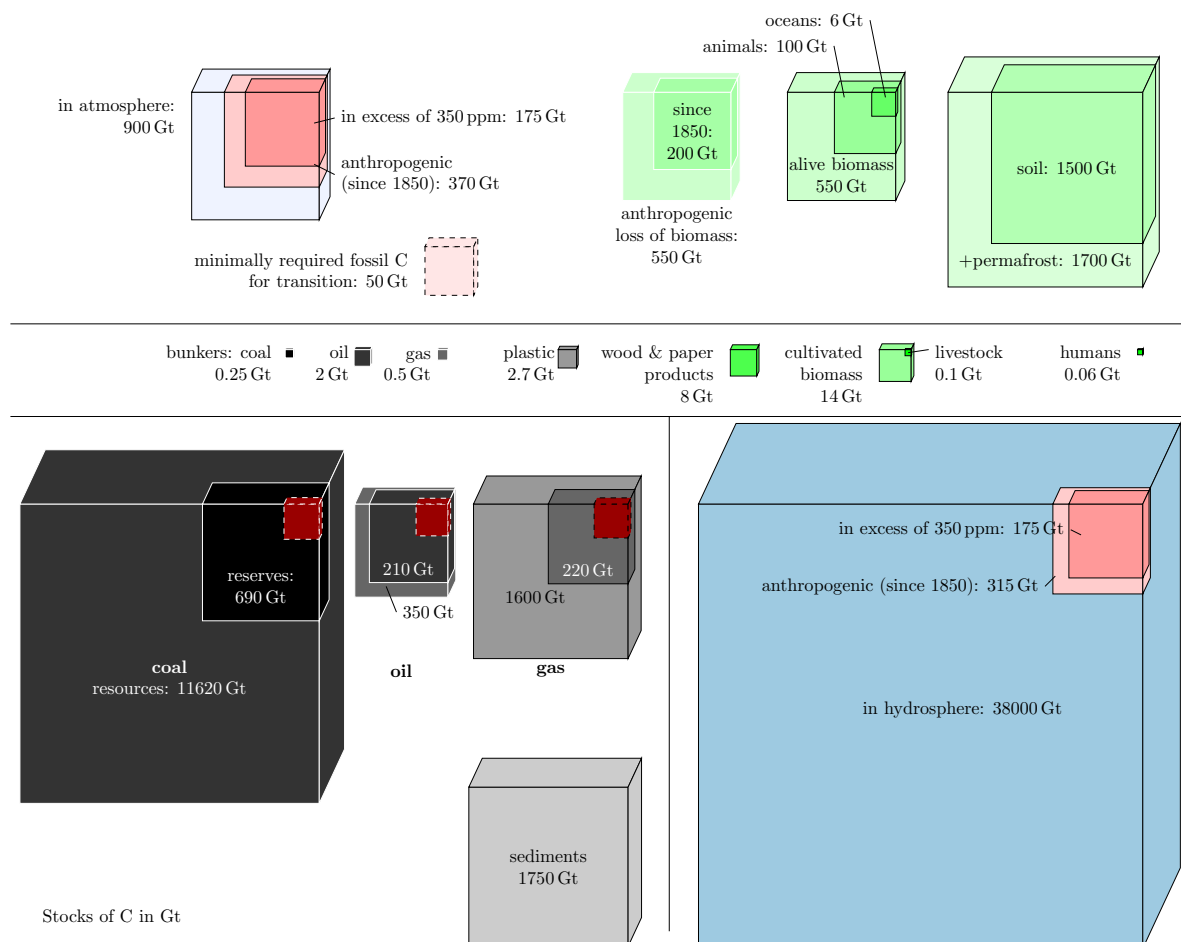 oceans: 6 Gt
animals: 100 Gt
in atmosphere:
900 Gt
in excess of 350 ppm: 175 Gt
anthropogenic
(since 1850): 370 Gt
since
1850:
200 Gt
anthropogenic
loss of biomass:
550 Gt
alive biomass
550 Gt
soil: 1500 Gt
+permafrost: 1700 Gt
minimally required fossil C
for transition: 50 Gt
bunkers: coal
0.25 Gt
oil
2 Gt
gas
0.5 Gt
plastic
2.7 Gt
wood & paper
products
8 Gt
cultivated
biomass
14 Gt
livestock
0.1 Gt
humans
0.06 Gt
reserves:
690 Gt
coal
resources: 11620 Gt
210 Gt
350 Gt
oil
220 Gt
1600 Gt
gas
in excess of 350 ppm: 175 Gt
anthropogenic (since 1850): 315 Gt
in hydrosphere: 38000 Gt
sediments
1750 Gt
Stocks of C in Gt